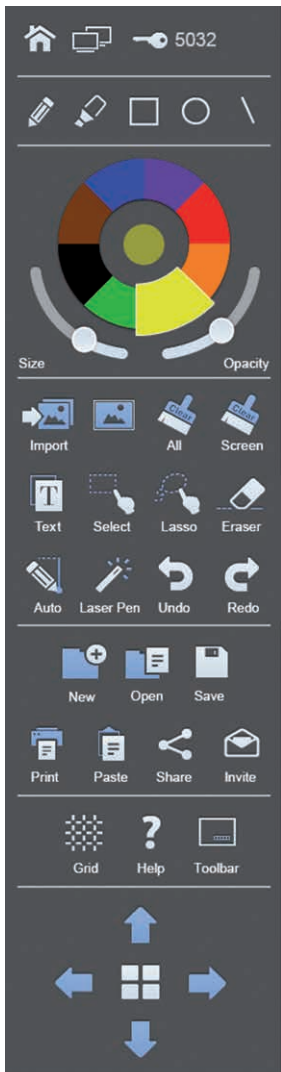 5032
Size Opacity
Clear Clear
Import All Screen
T
Text Select Lasso Eraser
Auto Laser Pen Undo Redo
New Open Save
Print Paste Share Invite
?
Grid Help Toolbar